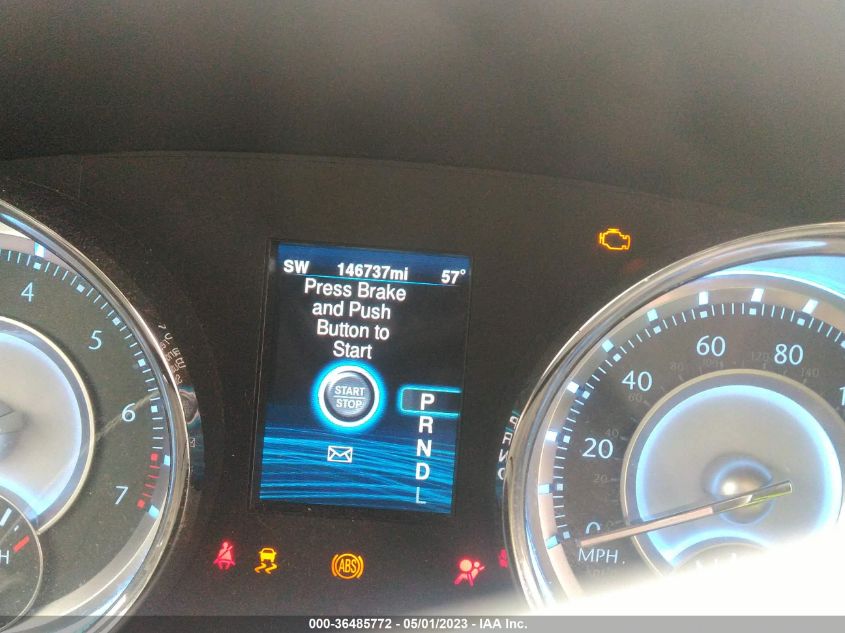 SW 146737mi 57°
Press Brake
and Push
Button to
Start
START
STOP
P
R
N
D
L
4
5
6
7
H
0
20
40
60
80
MPH
ABS
000-36485772 - 05/01/2023 - IAA Inc.